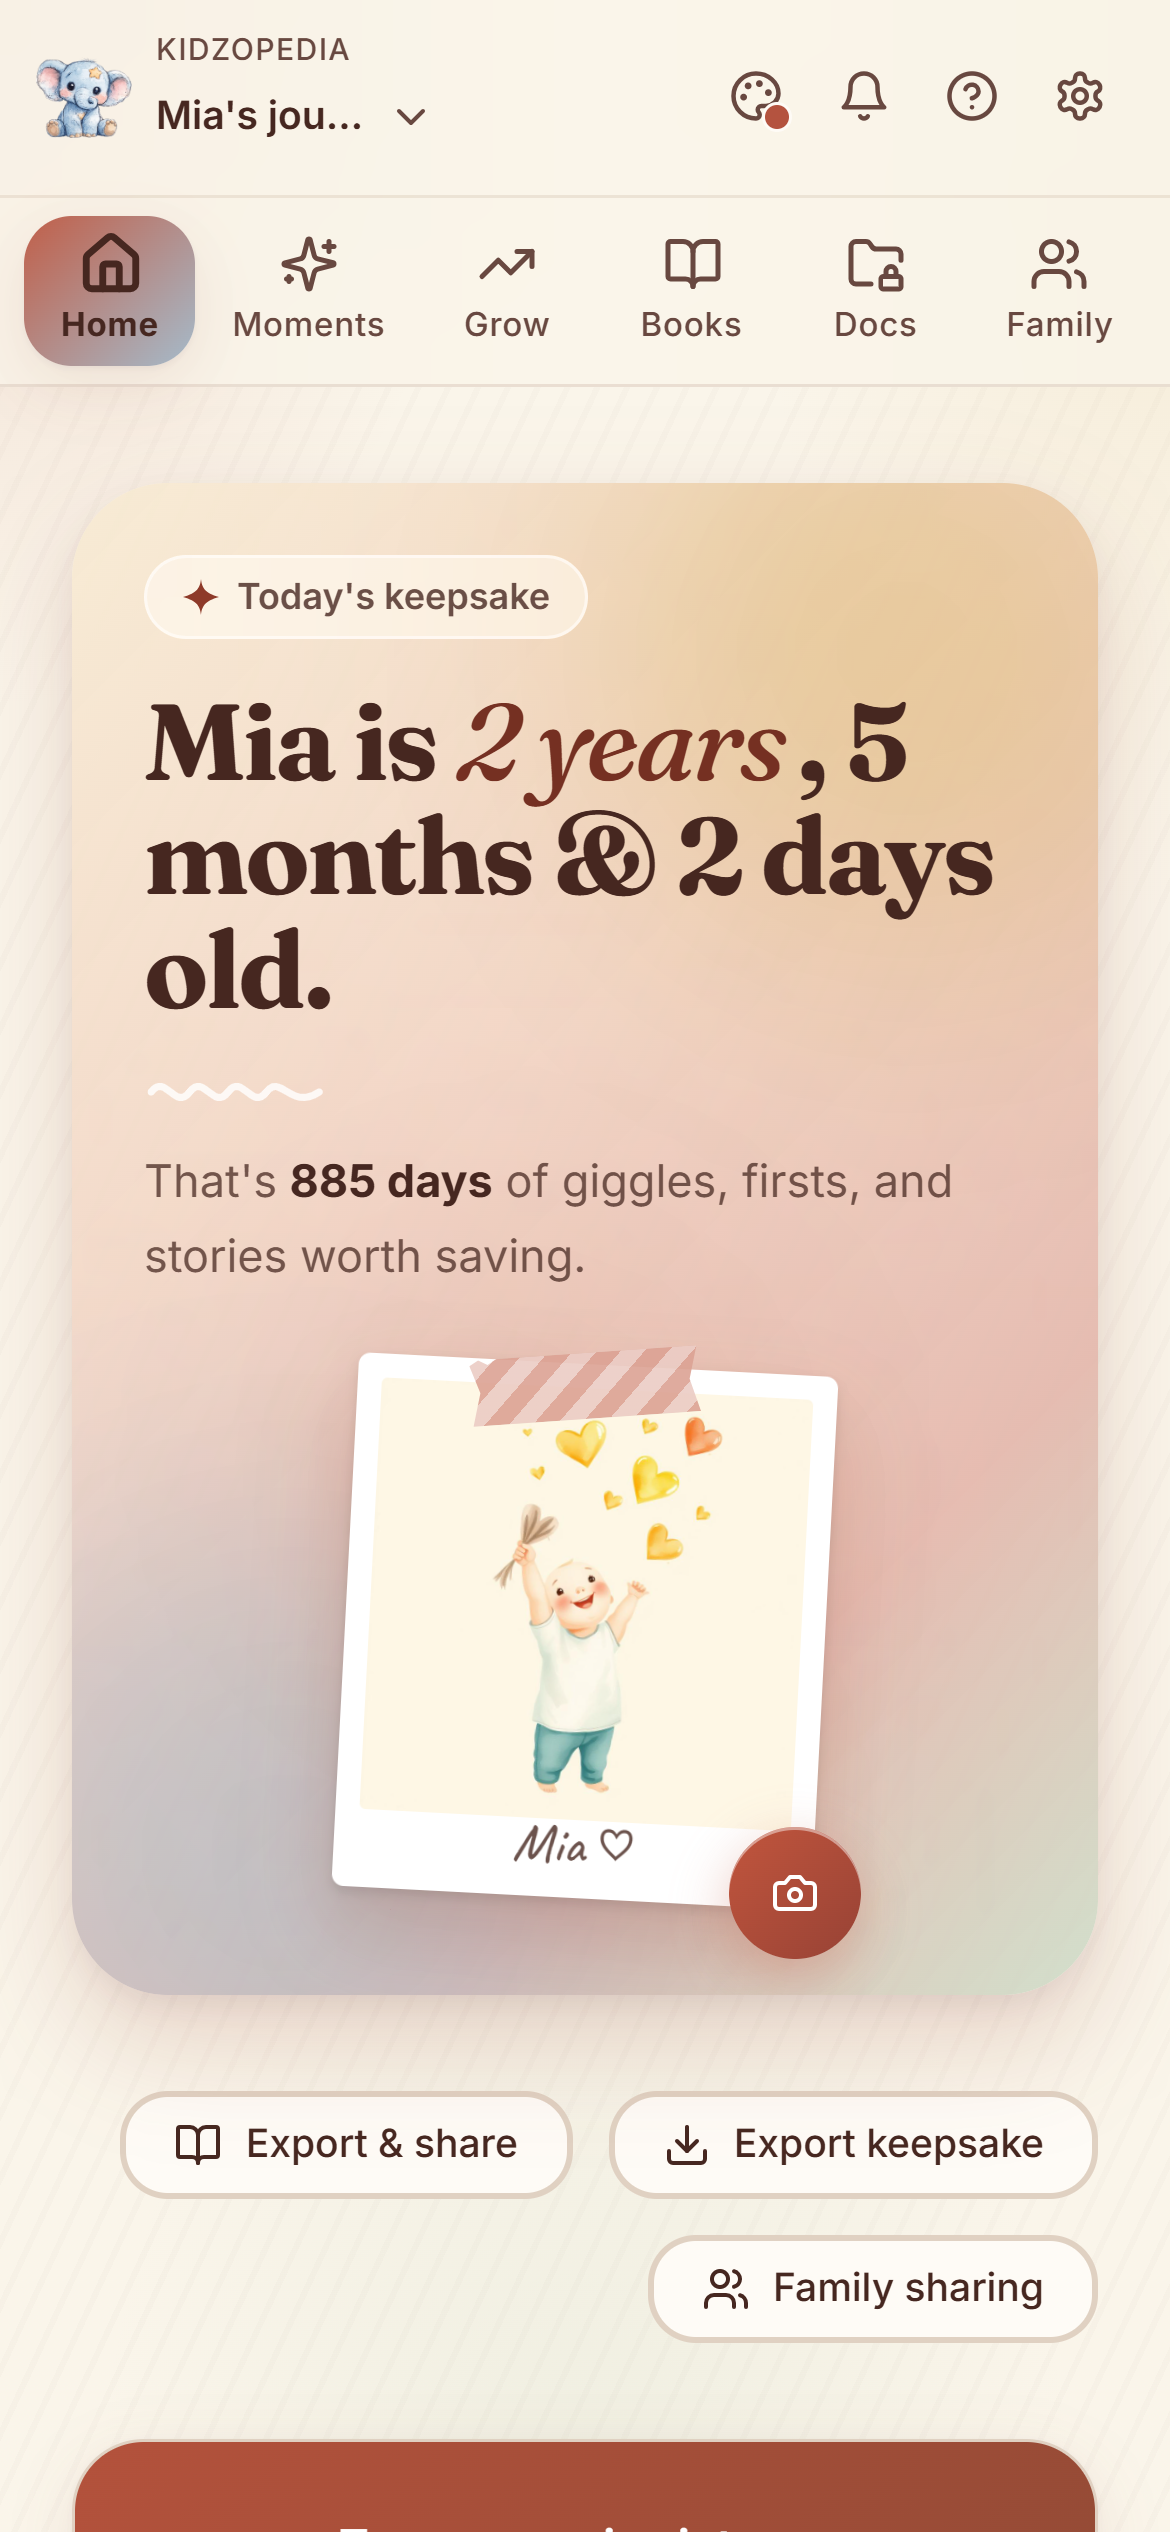 KIDZOPEDIA
Mia's jou...
Home
Moments
Grow
Books
Docs
Family
Today's keepsake
Mia is 2 years , 5
months & 2 days
old.
That's 885 days of giggles, firsts, and
stories worth saving.
Mia ♡
Export & share
Export keepsake
Family sharing